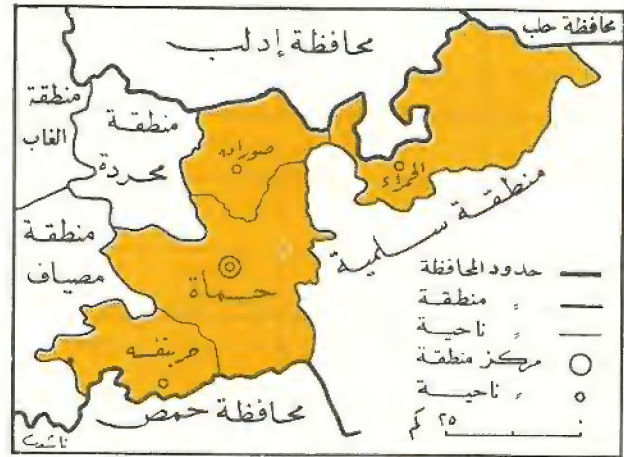 محافظة حلب
محافظة إدلب
منطقة
الغاب
منطقة
محردة
صوران
الحمراء
منطقة سلمية
منطقة
مصياف
حماة
حربنفسه
محافظة حمص
حدود المحافظة
〃 منطقة
〃 ناحية
مركز منطقة
〃 ناحية
٢٥ كم